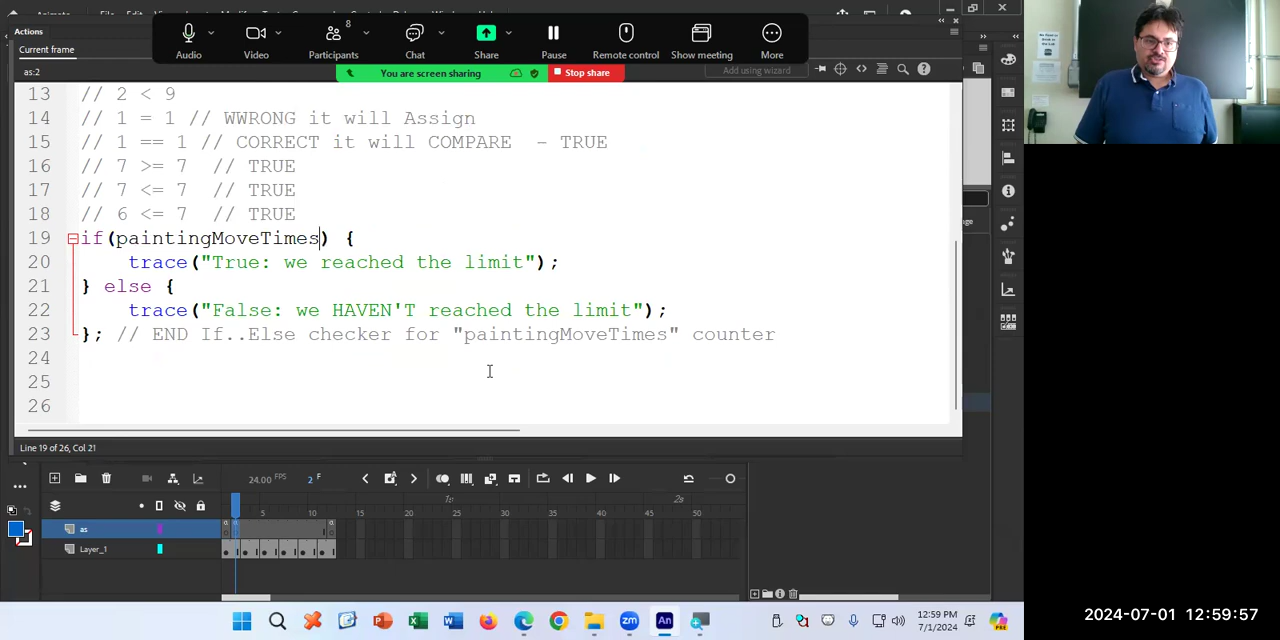 Actions
Current frame
as:2
Audio
Video
8
Participants
Chat
Share
Pause
Remote control
Show meeting
More
You are screen sharing
Stop share
Add using wizard
13 // 2 < 9
14 // 1 = 1 // WWRONG it will Assign
15 // 1 == 1 // CORRECT it will COMPARE - TRUE
16 // 7 >= 7 // TRUE
17 // 7 <= 7 // TRUE
18 // 6 <= 7 // TRUE
19 if(paintingMoveTimes) {
20 trace("True: we reached the limit");
21 } else {
22 trace("False: we HAVEN'T reached the limit");
23 }; // END If..Else checker for "paintingMoveTimes" counter
24
25
26
Line 19 of 26, Col 21
24.00 FPS 2 F
1s 2s
5 10 15 20 25 30 35 40 45 50
as
Layer_1
12:59 PM
7/1/2024
2024-07-01 12:59:57